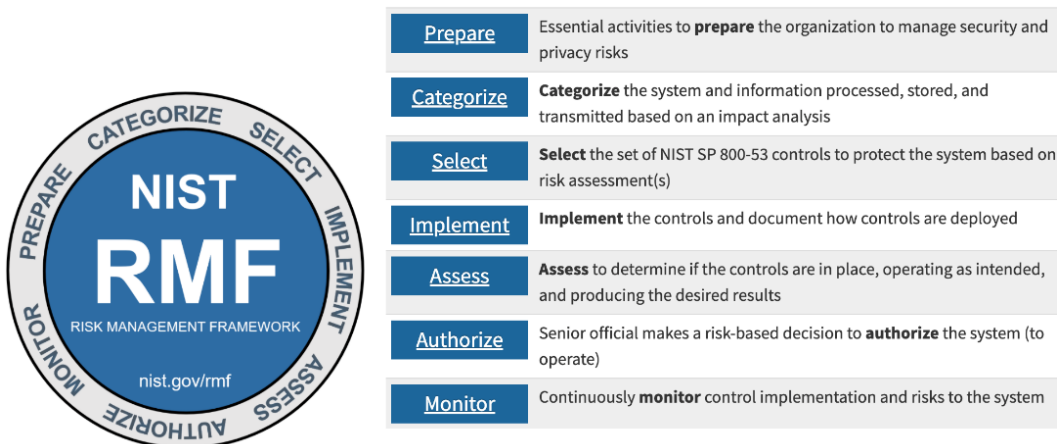 PREPARE
CATEGORIZE
SELECT
IMPLEMENT
ASSESS
AUTHORIZE
MONITOR
NIST
RMF
RISK MANAGEMENT FRAMEWORK
nist.gov/rmf
Prepare
Essential activities to prepare the organization to manage security and
privacy risks
Categorize
Categorize the system and information processed, stored, and
transmitted based on an impact analysis
Select
Select the set of NIST SP 800-53 controls to protect the system based on
risk assessment(s)
Implement
Implement the controls and document how controls are deployed
Assess
Assess to determine if the controls are in place, operating as intended,
and producing the desired results
Authorize
Senior official makes a risk-based decision to authorize the system (to
operate)
Monitor
Continuously monitor control implementation and risks to the system